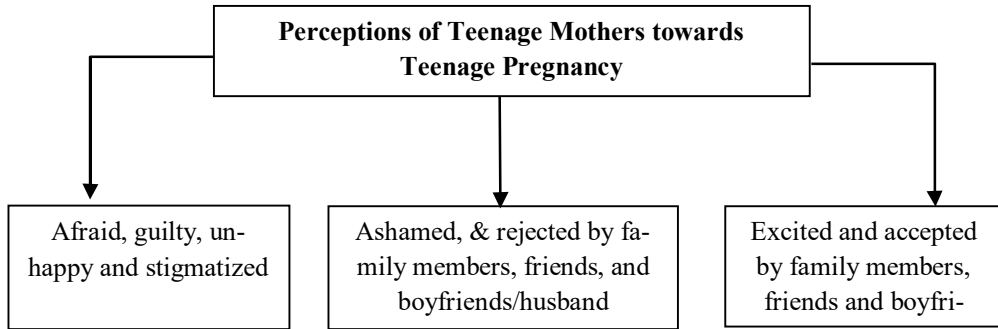 Perceptions of Teenage Mothers towards
Teenage Pregnancy
Afraid, guilty, un-
happy and stigmatized
Ashamed, & rejected by fa-
mily members, friends, and
boyfriends/husband
Excited and accepted
by family members,
friends and boyfri-